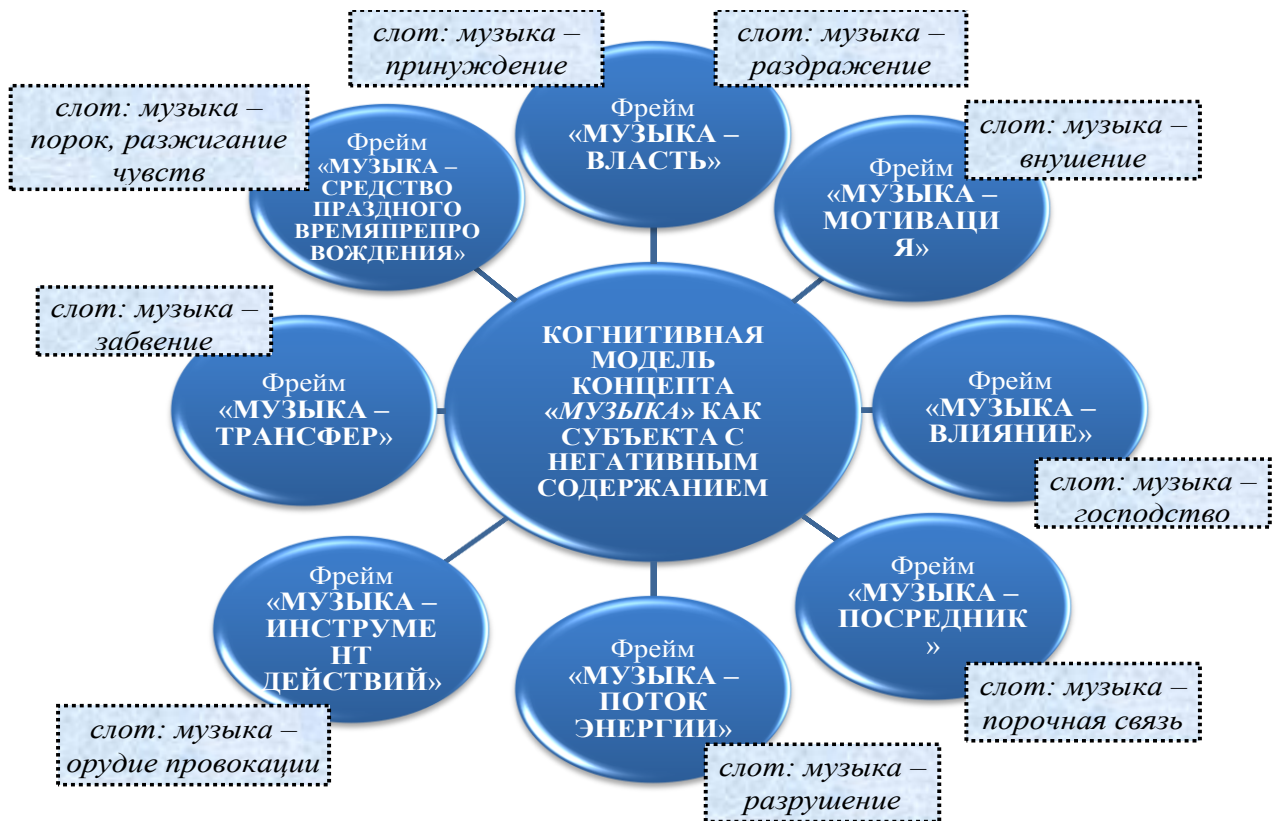 слот: музыка –
принуждение
слот: музыка –
раздражение
слот: музыка –
порок, разжигание
чувств
слот: музыка –
внушение
Фрейм
«МУЗЫКА –
ВЛАСТЬ»
Фрейм
«МУЗЫКА –
СРЕДСТВО
ПРАЗДНОГО
ВРЕМЯПРЕПРО
ВОЖДЕНИЯ»
Фрейм
«МУЗЫКА –
МОТИВАЦИ
Я»
слот: музыка –
забвение
Фрейм
«МУЗЫКА –
ТРАНСФЕР»
КОГНИТИВНАЯ
МОДЕЛЬ
КОНЦЕПТА
«МУЗЫКА» КАК
СУБЪЕКТА С
НЕГАТИВНЫМ
СОДЕРЖАНИЕМ
Фрейм
«МУЗЫКА –
ВЛИЯНИЕ»
слот: музыка –
господство
Фрейм
«МУЗЫКА –
ИНСТРУМЕ
НТ
ДЕЙСТВИЙ»
слот: музыка –
орудие провокации
Фрейм
«МУЗЫКА –
ПОТОК
ЭНЕРГИИ»
слот: музыка –
разрушение
Фрейм
«МУЗЫКА –
ПОСРЕДНИК
»
слот: музыка –
порочная связь